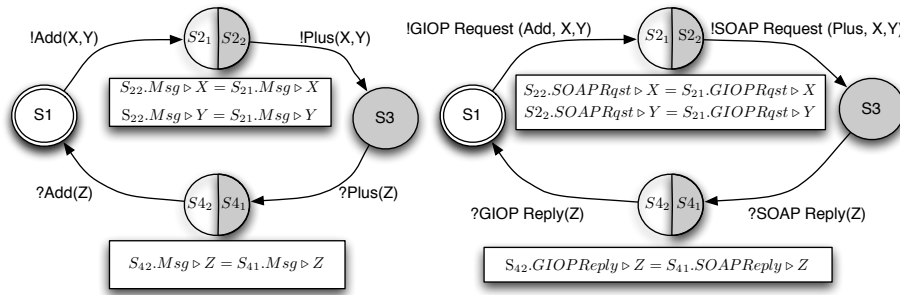 !Add(X,Y)
S2₁ S2₂
!Plus(X,Y)
S₂₂.Msg ▷ X = S₂₁.Msg ▷ X
S₂₂.Msg ▷ Y = S₂₁.Msg ▷ Y
S1
S3
?Add(Z)
S4₂ S4₁
?Plus(Z)
S₄₂.Msg ▷ Z = S₄₁.Msg ▷ Z
!GIOP Request (Add, X,Y)
S2₁ S2₂
!SOAP Request (Plus, X,Y)
S₂₂.SOAPRqst ▷ X = S₂₁.GIOPRqst ▷ X
S2₂.SOAPRqst ▷ Y = S₂₁.GIOPRqst ▷ Y
S1
S3
?GIOP Reply(Z)
S4₂ S4₁
?SOAP Reply(Z)
S₄₂.GIOPReply ▷ Z = S₄₁.SOAPReply ▷ Z